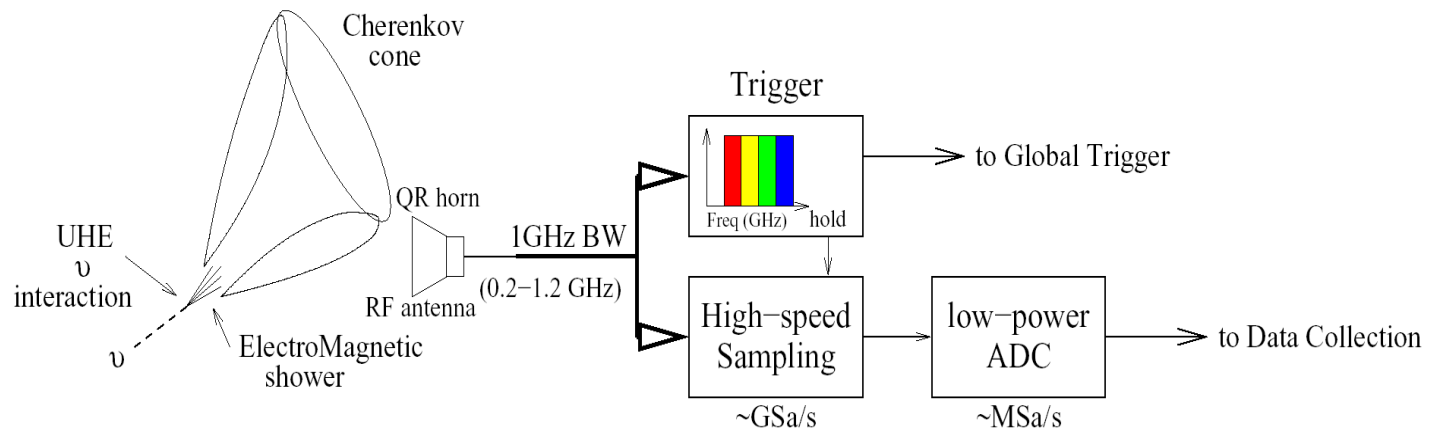 Cherenkov
cone
Trigger
to Global Trigger
Freq (GHz)
hold
QR horn
UHE
υ
interaction
1GHz BW
(0.2−1.2 GHz)
RF antenna
High−speed
Sampling
low−power
ADC
to Data Collection
υ
ElectroMagnetic
shower
~GSa/s
~MSa/s